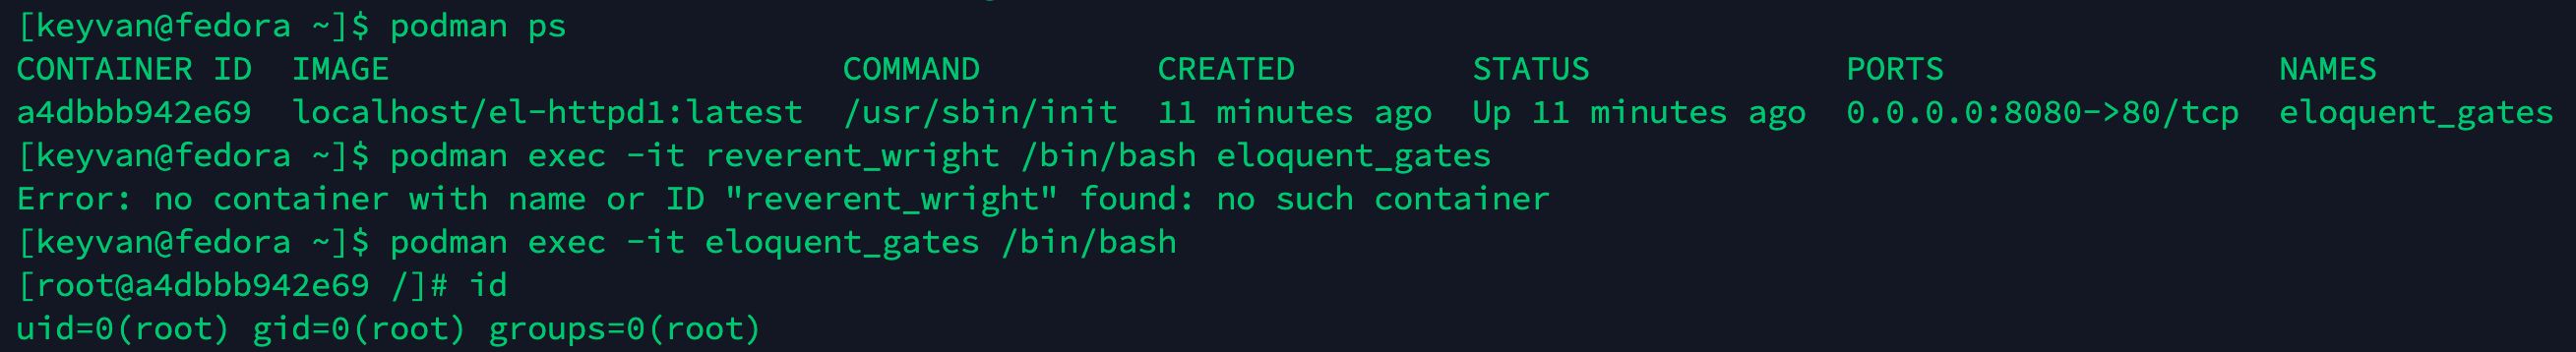 [keyvan@fedora ~]$ podman ps
CONTAINER ID  IMAGE                       COMMAND         CREATED         STATUS             PORTS                 NAMES
a4dbbb942e69  localhost/el-httpd1:latest  /usr/sbin/init  11 minutes ago  Up 11 minutes ago  0.0.0.0:8080->80/tcp  eloquent_gates
[keyvan@fedora ~]$ podman exec -it reverent_wright /bin/bash eloquent_gates
Error: no container with name or ID "reverent_wright" found: no such container
[keyvan@fedora ~]$ podman exec -it eloquent_gates /bin/bash
[root@a4dbbb942e69 /]# id
uid=0(root) gid=0(root) groups=0(root)